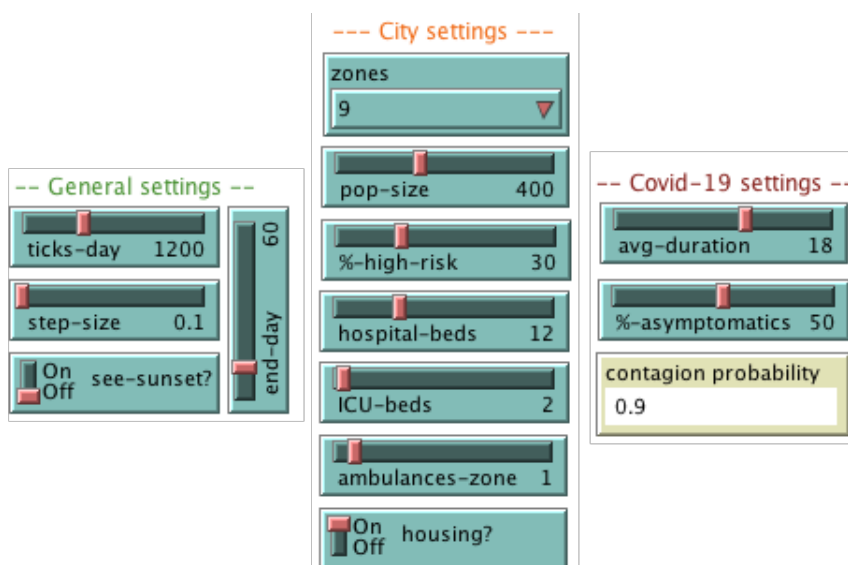 -- General settings --
ticks-day 1200
step-size 0.1
On
Off
see-sunset?
end-day 60
--- City settings ---
zones
9
pop-size 400
%-high-risk 30
hospital-beds 12
ICU-beds 2
ambulances-zone 1
On
Off
housing?
-- Covid-19 settings --
avg-duration 18
%-asymptomatics 50
contagion probability
0.9